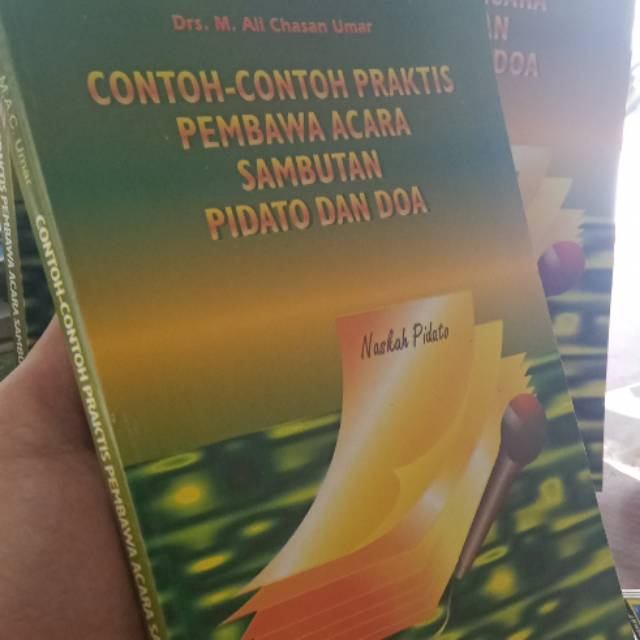 Drs. M. Ali Chasan Umar
CONTOH-CONTOH PRAKTIS
PEMBAWA ACARA
SAMBUTAN
PIDATO DAN DOA
Naskah Pidato
CONTOH-CONTOH PRAKTIS PEMBAWA ACARA
DOA